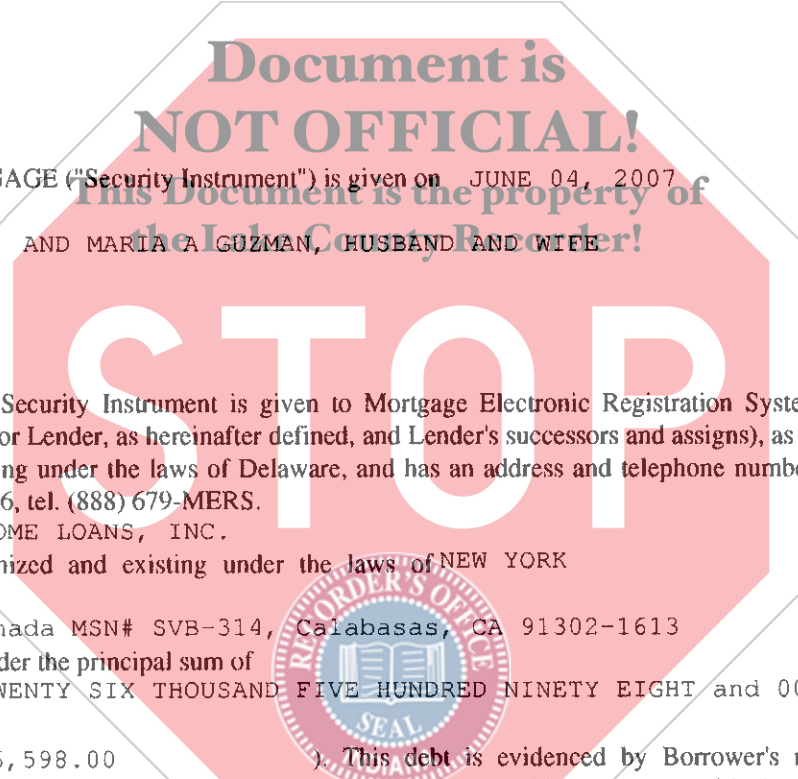 Document is
NOT OFFICIAL!
GAGE ("Security Instrument") is given on JUNE 04, 2007
This Document is the property of
AND MARIA A GUZMAN, HUSBAND AND WIFE
the Lake County Recorder!
STOP
Security Instrument is given to Mortgage Electronic Registration Syste
or Lender, as hereinafter defined, and Lender's successors and assigns), as
ng under the laws of Delaware, and has an address and telephone numb
6, tel. (888) 679-MERS.
OME LOANS, INC.
nized and existing under the laws of NEW YORK
RECORDER'S OFFICE
nada MSN# SVB-314, Calabasas, CA 91302-1613
der the principal sum of
WENTY SIX THOUSAND FIVE HUNDRED NINETY EIGHT and 00
SEAL
,598.00 ). This debt is evidenced by Borrower's